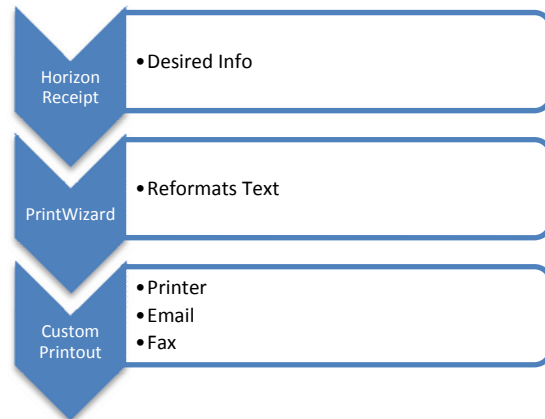 Horizon
Receipt
•Desired Info
PrintWizard
•Reformats Text
Custom
Printout
•Printer
•Email
•Fax